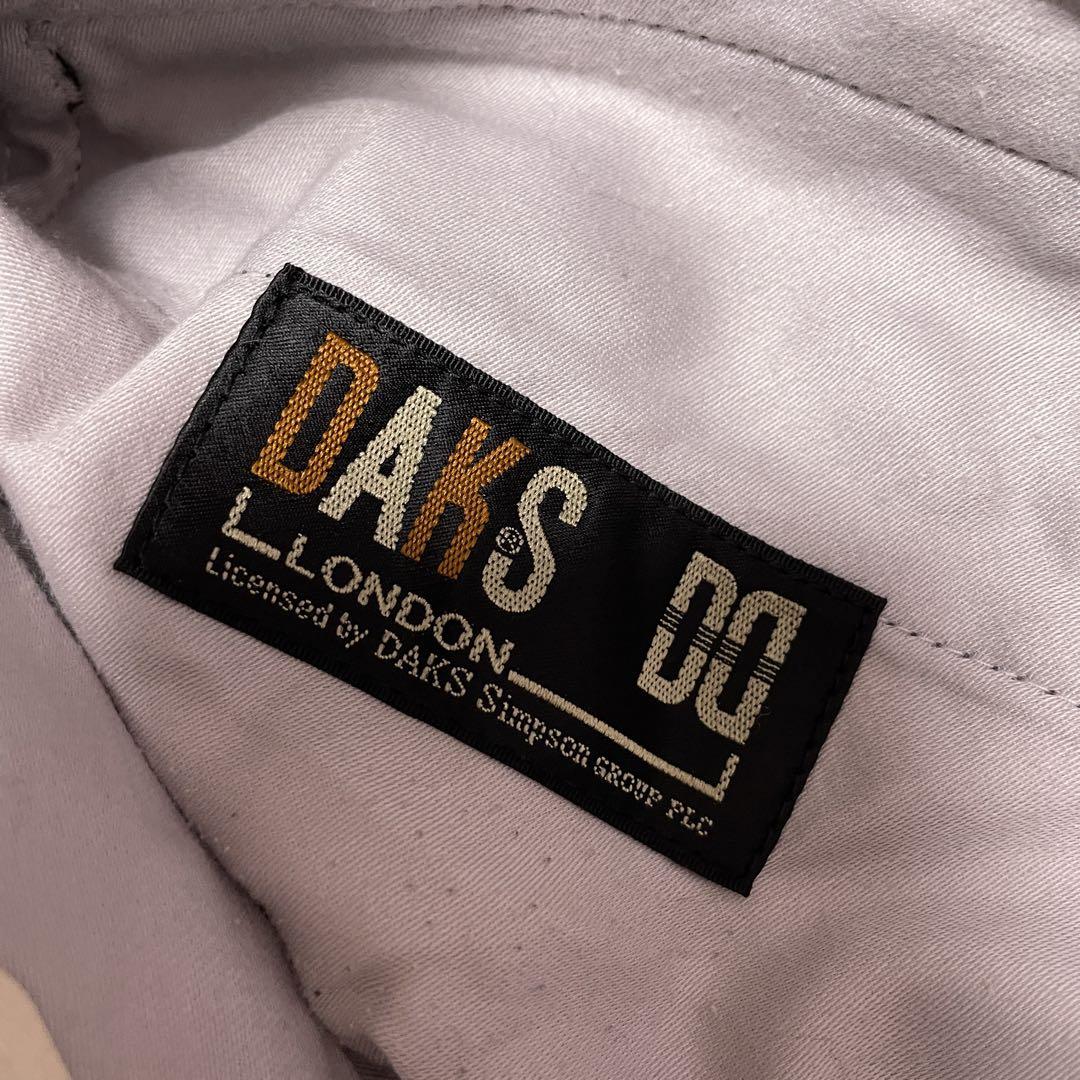 DAKS®
LONDON
Licensed by DAKS Simpson GROUP PLC
DD